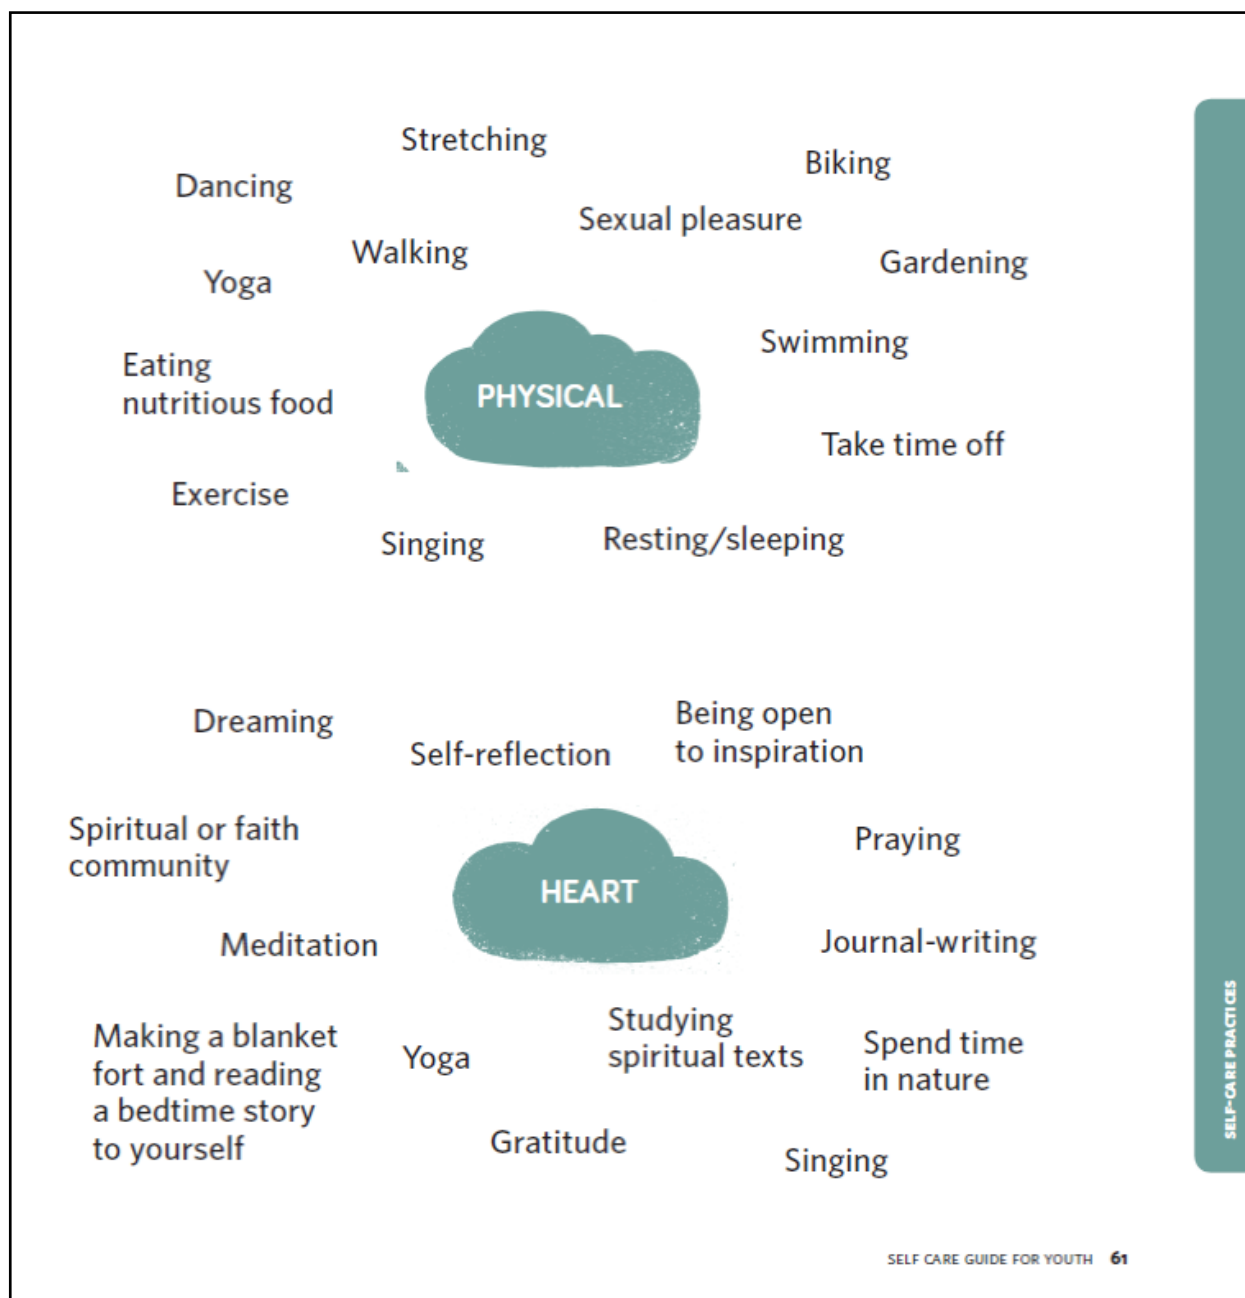 Stretching
Biking
Dancing
Sexual pleasure
Walking
Gardening
Yoga
Swimming
Eating
nutritious food
PHYSICAL
Take time off
Exercise
Singing
Resting/sleeping
Dreaming
Self-reflection
Being open
to inspiration
Spiritual or faith
community
Praying
HEART
Meditation
Journal-writing
Making a blanket
fort and reading
a bedtime story
to yourself
Yoga
Studying
spiritual texts
Spend time
in nature
Gratitude
Singing
SELF-CARE PRACTICES
SELF CARE GUIDE FOR YOUTH 61